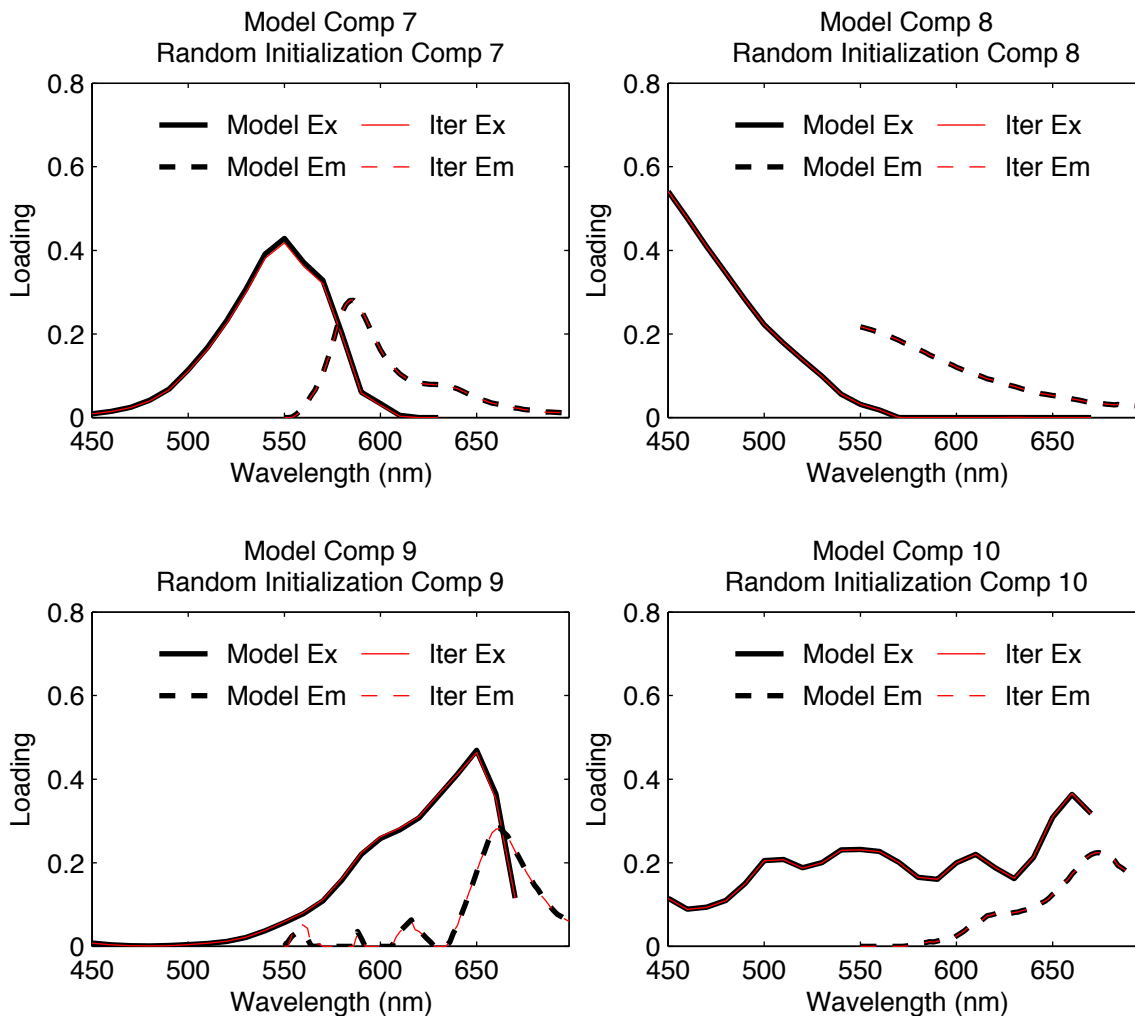 Model Comp 7
Random Initialization Comp 7
0.8
0.6
0.4
0.2
0
Loading
Model Ex
Iter Ex
Model Em
Iter Em
450
500
550
600
650
Wavelength (nm)
Model Comp 8
Random Initialization Comp 8
0.8
0.6
0.4
0.2
0
Loading
Model Ex
Iter Ex
Model Em
Iter Em
450
500
550
600
650
Wavelength (nm)
Model Comp 9
Random Initialization Comp 9
0.8
0.6
0.4
0.2
0
Loading
Model Ex
Iter Ex
Model Em
Iter Em
450
500
550
600
650
Wavelength (nm)
Model Comp 10
Random Initialization Comp 10
0.8
0.6
0.4
0.2
0
Loading
Model Ex
Iter Ex
Model Em
Iter Em
450
500
550
600
650
Wavelength (nm)